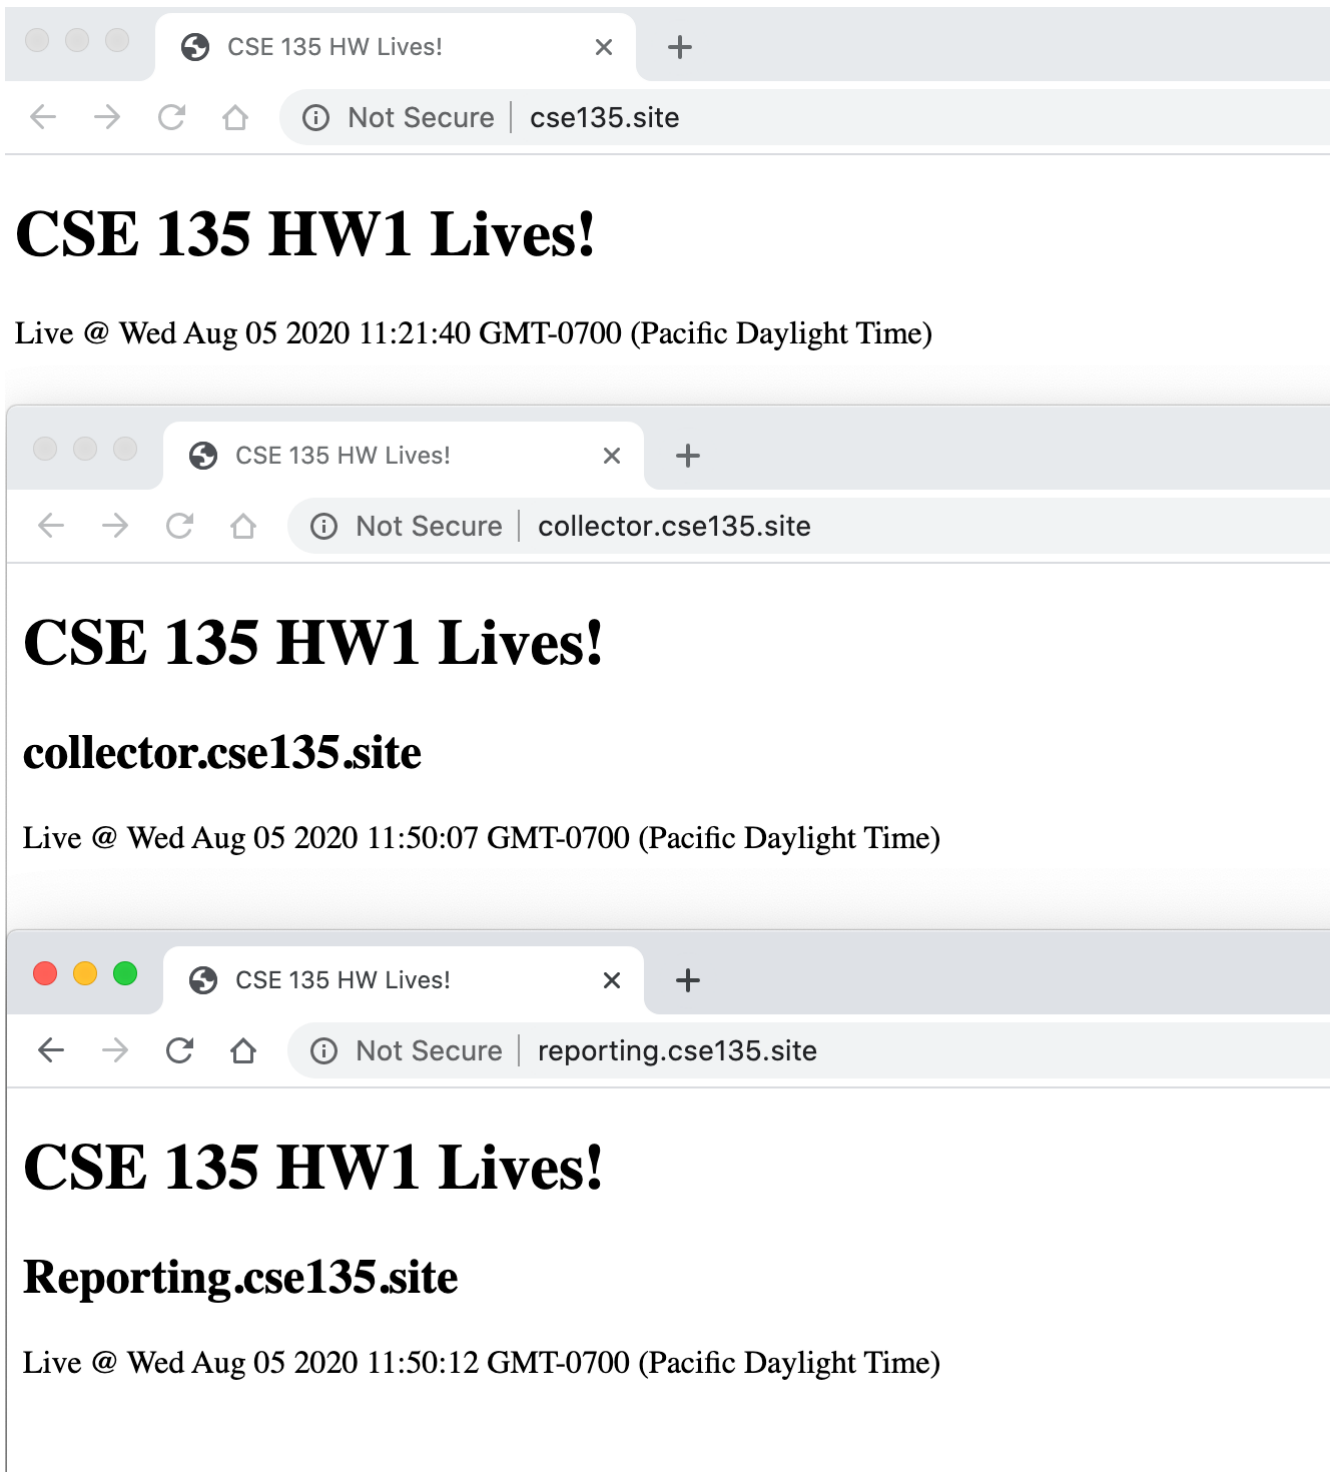 CSE 135 HW Lives!
Not Secure | cse135.site
CSE 135 HW1 Lives!
Live @ Wed Aug 05 2020 11:21:40 GMT-0700 (Pacific Daylight Time)
CSE 135 HW Lives!
Not Secure | collector.cse135.site
CSE 135 HW1 Lives!
collector.cse135.site
Live @ Wed Aug 05 2020 11:50:07 GMT-0700 (Pacific Daylight Time)
CSE 135 HW Lives!
Not Secure | reporting.cse135.site
CSE 135 HW1 Lives!
Reporting.cse135.site
Live @ Wed Aug 05 2020 11:50:12 GMT-0700 (Pacific Daylight Time)